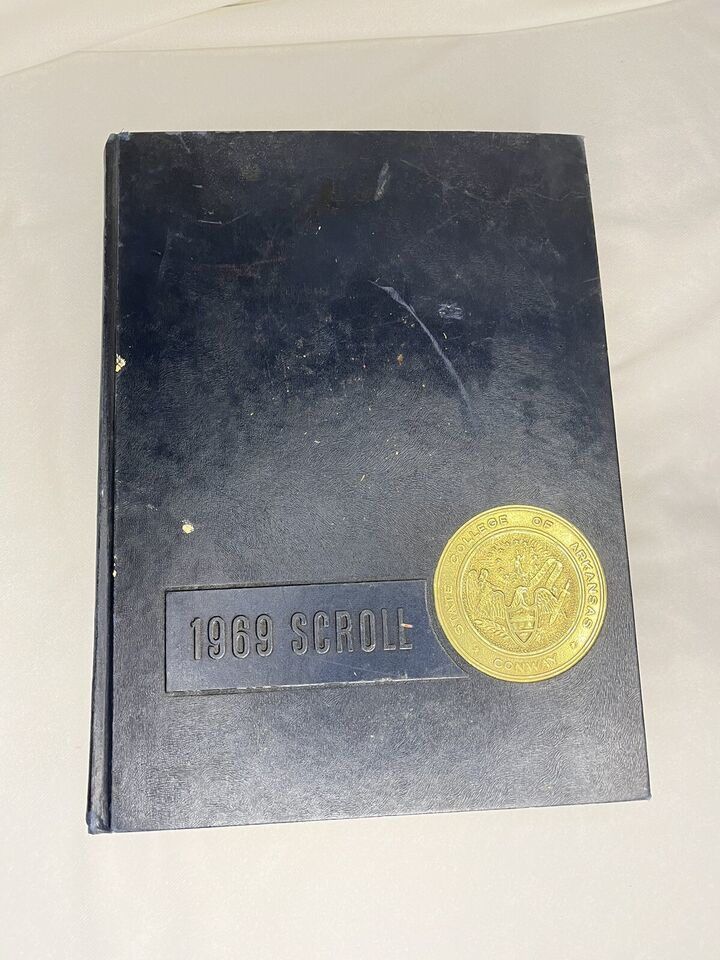 1969 SCROLL
STATE COLLEGE OF ARKANSAS
CONWAY